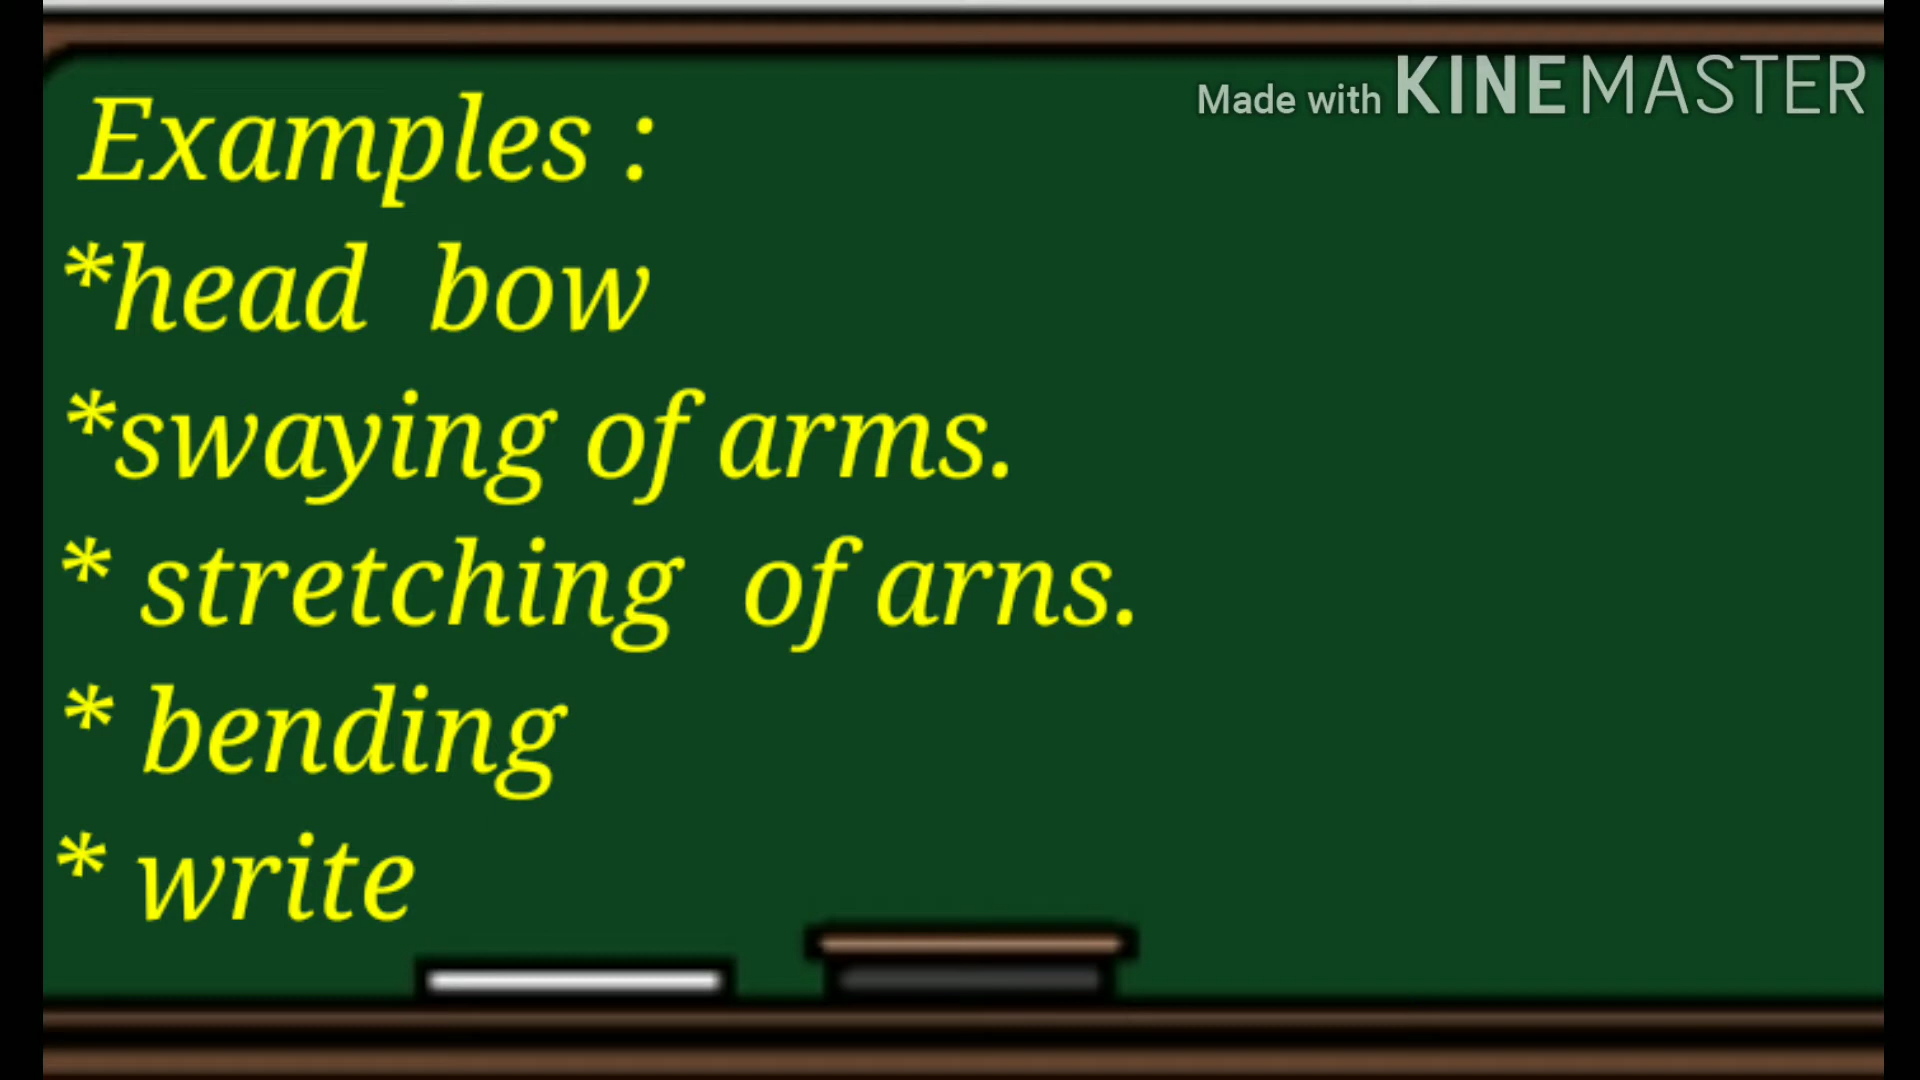 Made with KINEMASTER
Examples :
*head bow
*swaying of arms.
* stretching of arns.
* bending
* write